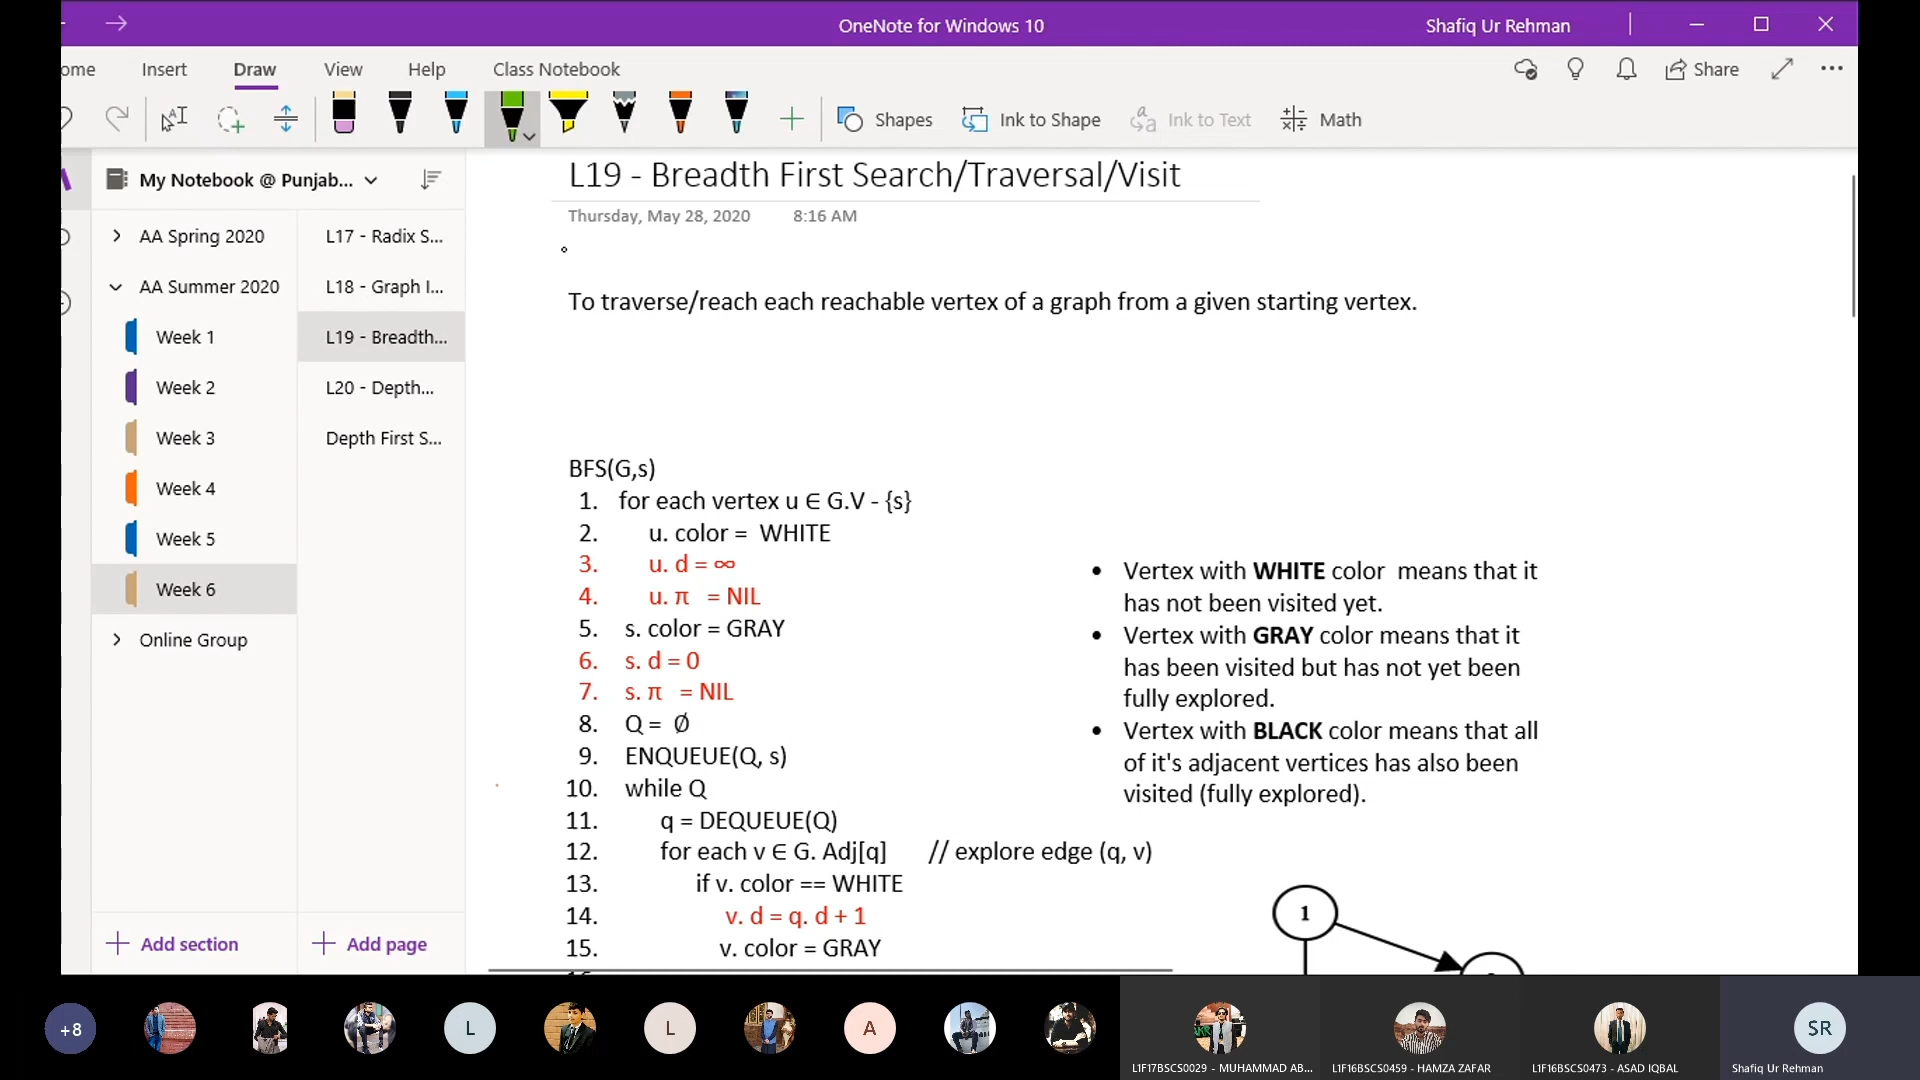 OneNote for Windows 10
Shafiq Ur Rehman
ome
Insert
Draw
View
Help
Class Notebook
Share
Shapes
Ink to Shape
Ink to Text
Math
My Notebook @ Punjab...
AA Spring 2020
AA Summer 2020
Week 1
Week 2
Week 3
Week 4
Week 5
Week 6
Online Group
Add section
L17 - Radix S...
L18 - Graph I...
L19 - Breadth...
L20 - Depth...
Depth First S...
Add page
L19 - Breadth First Search/Traversal/Visit
Thursday, May 28, 2020 8:16 AM
To traverse/reach each reachable vertex of a graph from a given starting vertex.
BFS(G,s)
1. for each vertex u ∈ G.V - {s}
2. u. color = WHITE
3. u. d = ∞
4. u. π = NIL
5. s. color = GRAY
6. s. d = 0
7. s. π = NIL
8. Q = ∅
9. ENQUEUE(Q, s)
10. while Q
11. q = DEQUEUE(Q)
12. for each v ∈ G. Adj[q] // explore edge (q, v)
13. if v. color == WHITE
14. v. d = q. d + 1
15. v. color = GRAY
• Vertex with WHITE color means that it
has not been visited yet.
• Vertex with GRAY color means that it
has been visited but has not yet been
fully explored.
• Vertex with BLACK color means that all
of it's adjacent vertices has also been
visited (fully explored).
1
+8
L
L
A
SR
L1F17BSCS0029 - MUHAMMAD AB...
L1F16BSCS0459 - HAMZA ZAFAR
L1F16BSCS0473 - ASAD IQBAL
Shafiq Ur Rehman